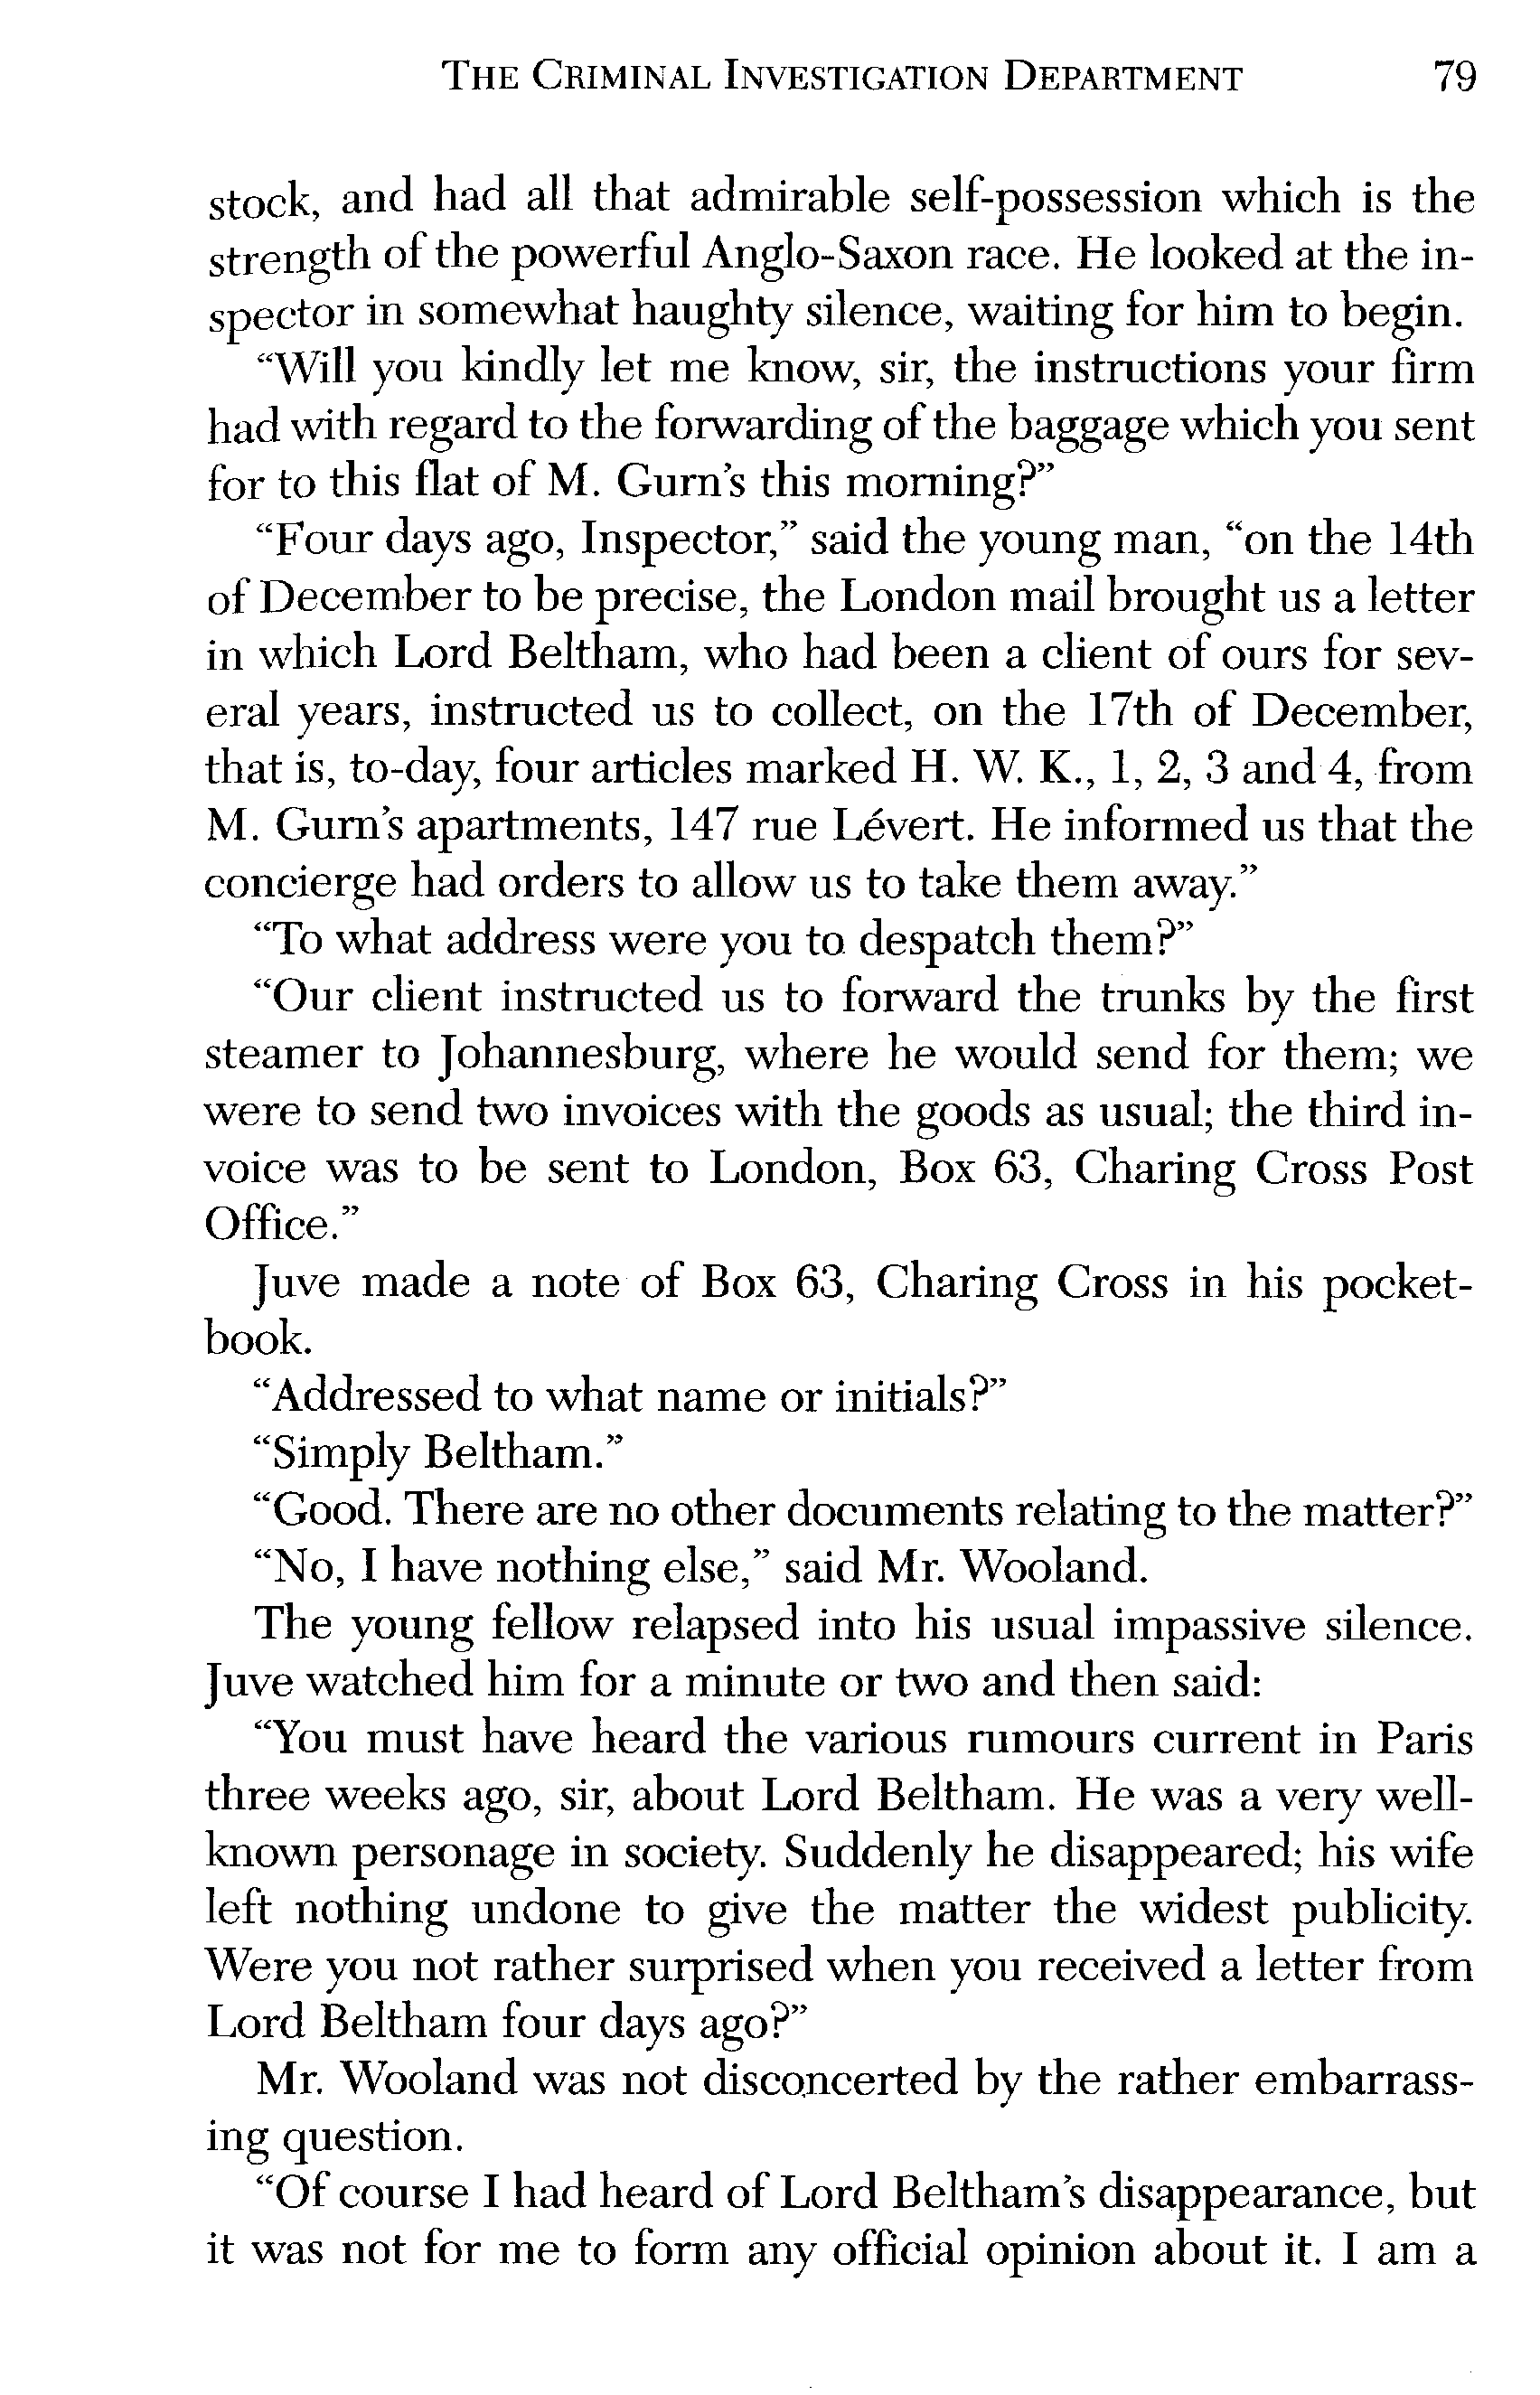 THE CRIMINAL INVESTIGATION DEPARTMENT 79
stock, and had all that admirable self-possession which is the
strength of the powerful Anglo-Saxon race. He looked at the in-
spector in somewhat haughty silence, waiting for him to begin.
“Will you kindly let me know, sir, the instructions your firm
had with regard to the forwarding of the baggage which you sent
for to this flat of M. Gurn’s this morning?”
“Four days ago, Inspector,” said the young man, “on the 14th
of December to be precise, the London mail brought us a letter
in which Lord Beltham, who had been a client of ours for sev-
eral years, instructed us to collect, on the 17th of December,
that is, to-day, four articles marked H. W. K., 1, 2, 3 and 4, from
M. Gurn’s apartments, 147 rue Lévert. He informed us that the
concierge had orders to allow us to take them away.”
“To what address were you to despatch them?”
“Our client instructed us to forward the trunks by the first
steamer to Johannesburg, where he would send for them; we
were to send two invoices with the goods as usual; the third in-
voice was to be sent to London, Box 63, Charing Cross Post
Office.”
Juve made a note of Box 63, Charing Cross in his pocket-
book.
“Addressed to what name or initials?”
“Simply Beltham.”
“Good. There are no other documents relating to the matter?”
“No, I have nothing else,” said Mr. Wooland.
The young fellow relapsed into his usual impassive silence.
Juve watched him for a minute or two and then said:
“You must have heard the various rumours current in Paris
three weeks ago, sir, about Lord Beltham. He was a very well-
known personage in society. Suddenly he disappeared; his wife
left nothing undone to give the matter the widest publicity.
Were you not rather surprised when you received a letter from
Lord Beltham four days ago?”
Mr. Wooland was not disconcerted by the rather embarrass-
ing question.
“Of course I had heard of Lord Beltham’s disappearance, but
it was not for me to form any official opinion about it. I am a